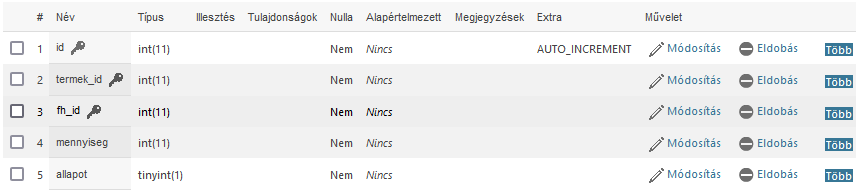 # Név Típus Illesztés Tulajdonságok Nulla Alapértelmezett Megjegyzések Extra Művelet
1 id int(11) Nem Nincs AUTO_INCREMENT Módosítás Eldobás Több
2 termek_id int(11) Nem Nincs Módosítás Eldobás Több
3 fh_id int(11) Nem Nincs Módosítás Eldobás Több
4 mennyiseg int(11) Nem Nincs Módosítás Eldobás Több
5 allapot tinyint(1) Nem Nincs Módosítás Eldobás Több